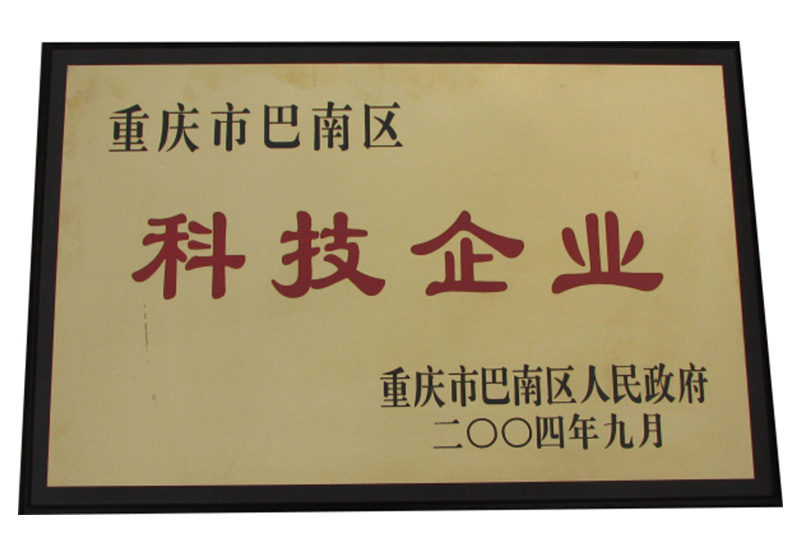 重庆市巴南区
科技企业
重庆市巴南区人民政府
二〇〇四年九月